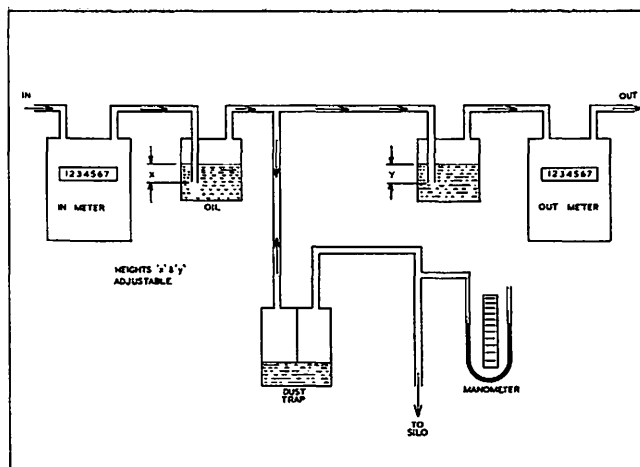 IN
OUT
1234567
IN METER
X
OIL
Y
1234567
OUT METER
HEIGHTS 'x' & 'y'
ADJUSTABLE
DUST
TRAP
MANOMETER
TO
SILO